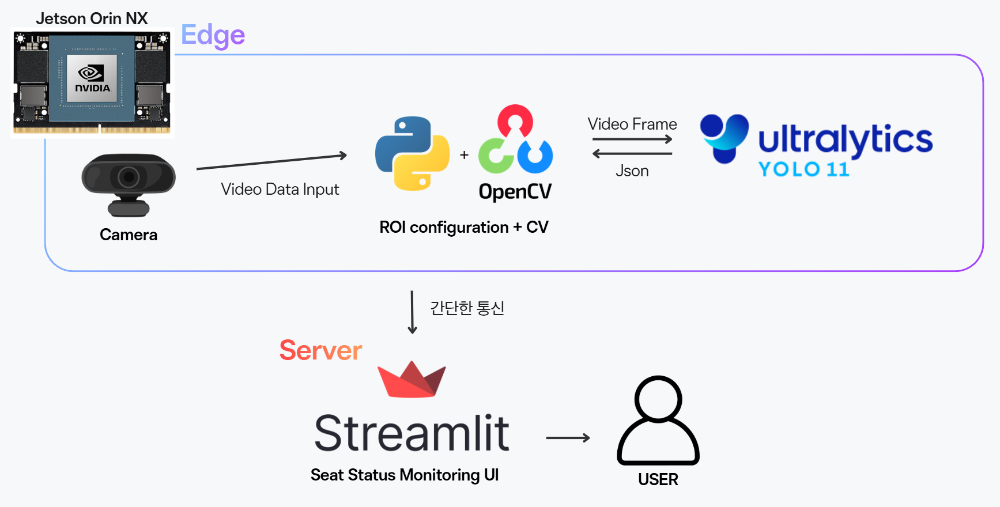 Jetson Orin NX
Edge
NVIDIA
Video Data Input
Camera
+
OpenCV
ROI configuration + CV
Video Frame
Json
ultralytics
YOLO 11
간단한 통신
Server
Streamlit
Seat Status Monitoring UI
USER